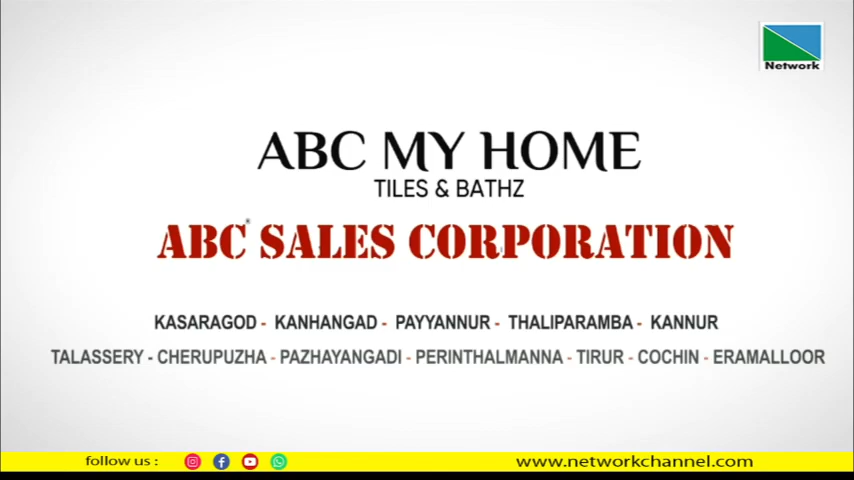 Network
ABC MY HOME
TILES & BATHZ
ABC SALES CORPORATION
KASARAGOD - KANHANGAD - PAYYANNUR - THALIPARAMBA - KANNUR
TALASSERY - CHERUPUZHA - PAZHAYANGADI - PERINTHALMANNA - TIRUR - COCHIN - ERAMALLOOR
follow us : www.networkchannel.com